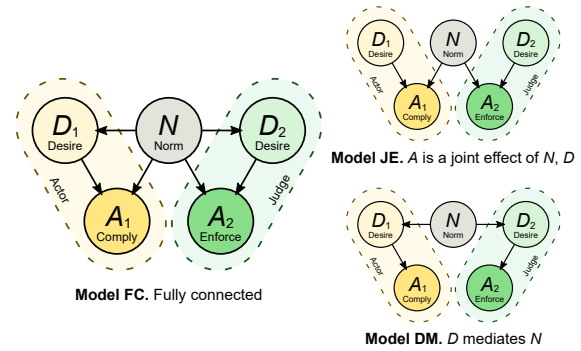 D₁
Desire
N
Norm
D₂
Desire
A₁
Comply
A₂
Enforce
Actor
Judge
Model FC. Fully connected
D₁
Desire
N
Norm
D₂
Desire
A₁
Comply
A₂
Enforce
Actor
Judge
Model JE. A is a joint effect of N, D
D₁
Desire
N
Norm
D₂
Desire
A₁
Comply
A₂
Enforce
Actor
Judge
Model DM. D mediates N